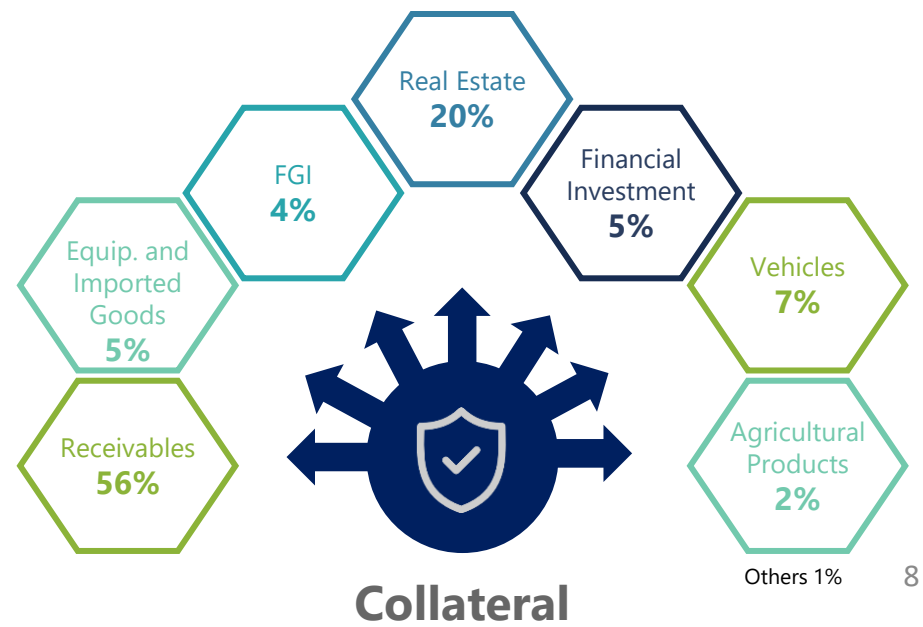 Real Estate
20%
FGI
4%
Financial
Investment
5%
Equip. and
Imported
Goods
5%
Vehicles
7%
Receivables
56%
Agricultural
Products
2%
Others 1%
8
Collateral